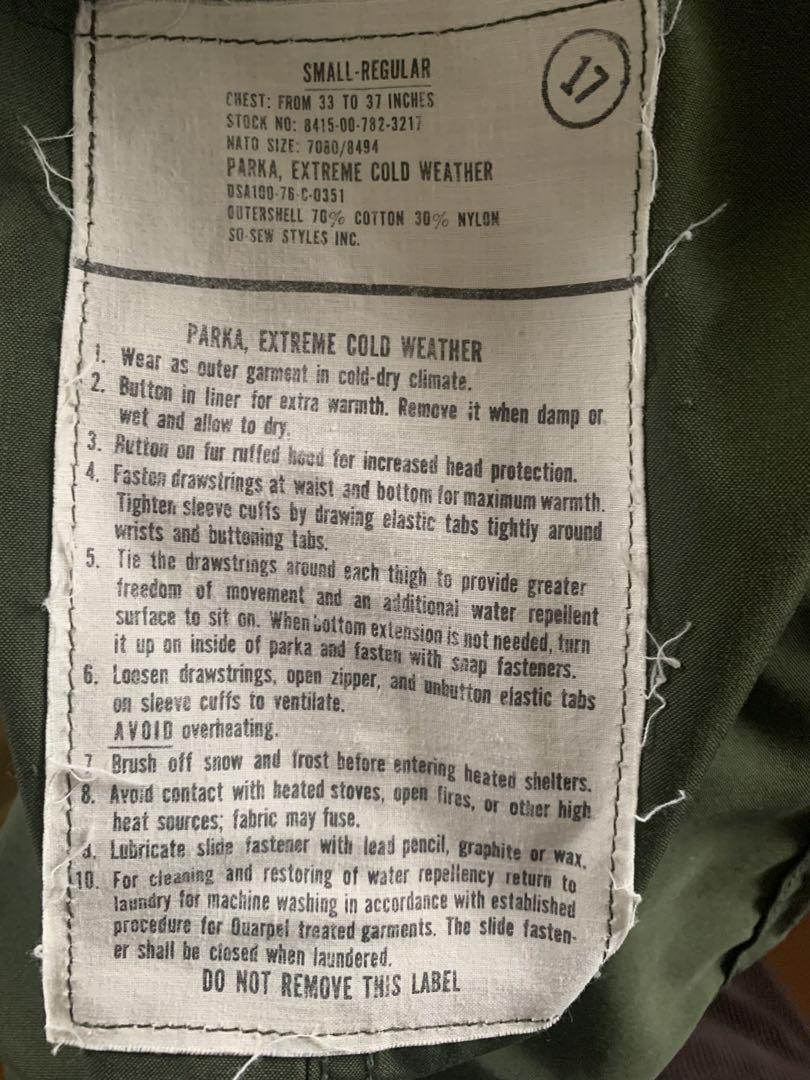 SMALL-REGULAR
17
CHEST: FROM 33 TO 37 INCHES
STOCK NO: 8415-00-782-3217
NATO SIZE: 7080/8494
PARKA, EXTREME COLD WEATHER
DSA100-76-C-0351
OUTERSHELL 70% COTTON 30% NYLON
SO-SEW STYLES INC.
PARKA, EXTREME COLD WEATHER
1. Wear as outer garment in cold-dry climate.
2. Button in liner for extra warmth. Remove it when damp or
wet and allow to dry.
3. Button on fur ruffed hood for increased head protection.
4. Fasten drawstrings at waist and bottom for maximum warmth.
Tighten sleeve cuffs by drawing elastic tabs tightly around
wrists and buttoning tabs.
5. Tie the drawstrings around each thigh to provide greater
freedom of movement and an additional water repellent
surface to sit on. When bottom extension is not needed, turn
it up on inside of parka and fasten with snap fasteners.
6. Loosen drawstrings, open zipper, and unbutton elastic tabs
on sleeve cuffs to ventilate.
AVOID overheating.
7 Brush off snow and frost before entering heated shelters.
8. Avoid contact with heated stoves, open fires, or other high
heat sources; fabric may fuse.
9. Lubricate slide fastener with lead pencil, graphite or wax.
10. For cleaning and restoring of water repellency return to
laundry for machine washing in accordance with established
procedure for Quarpel treated garments. The slide fasten-
er shall be closed when laundered.
DO NOT REMOVE THIS LABEL